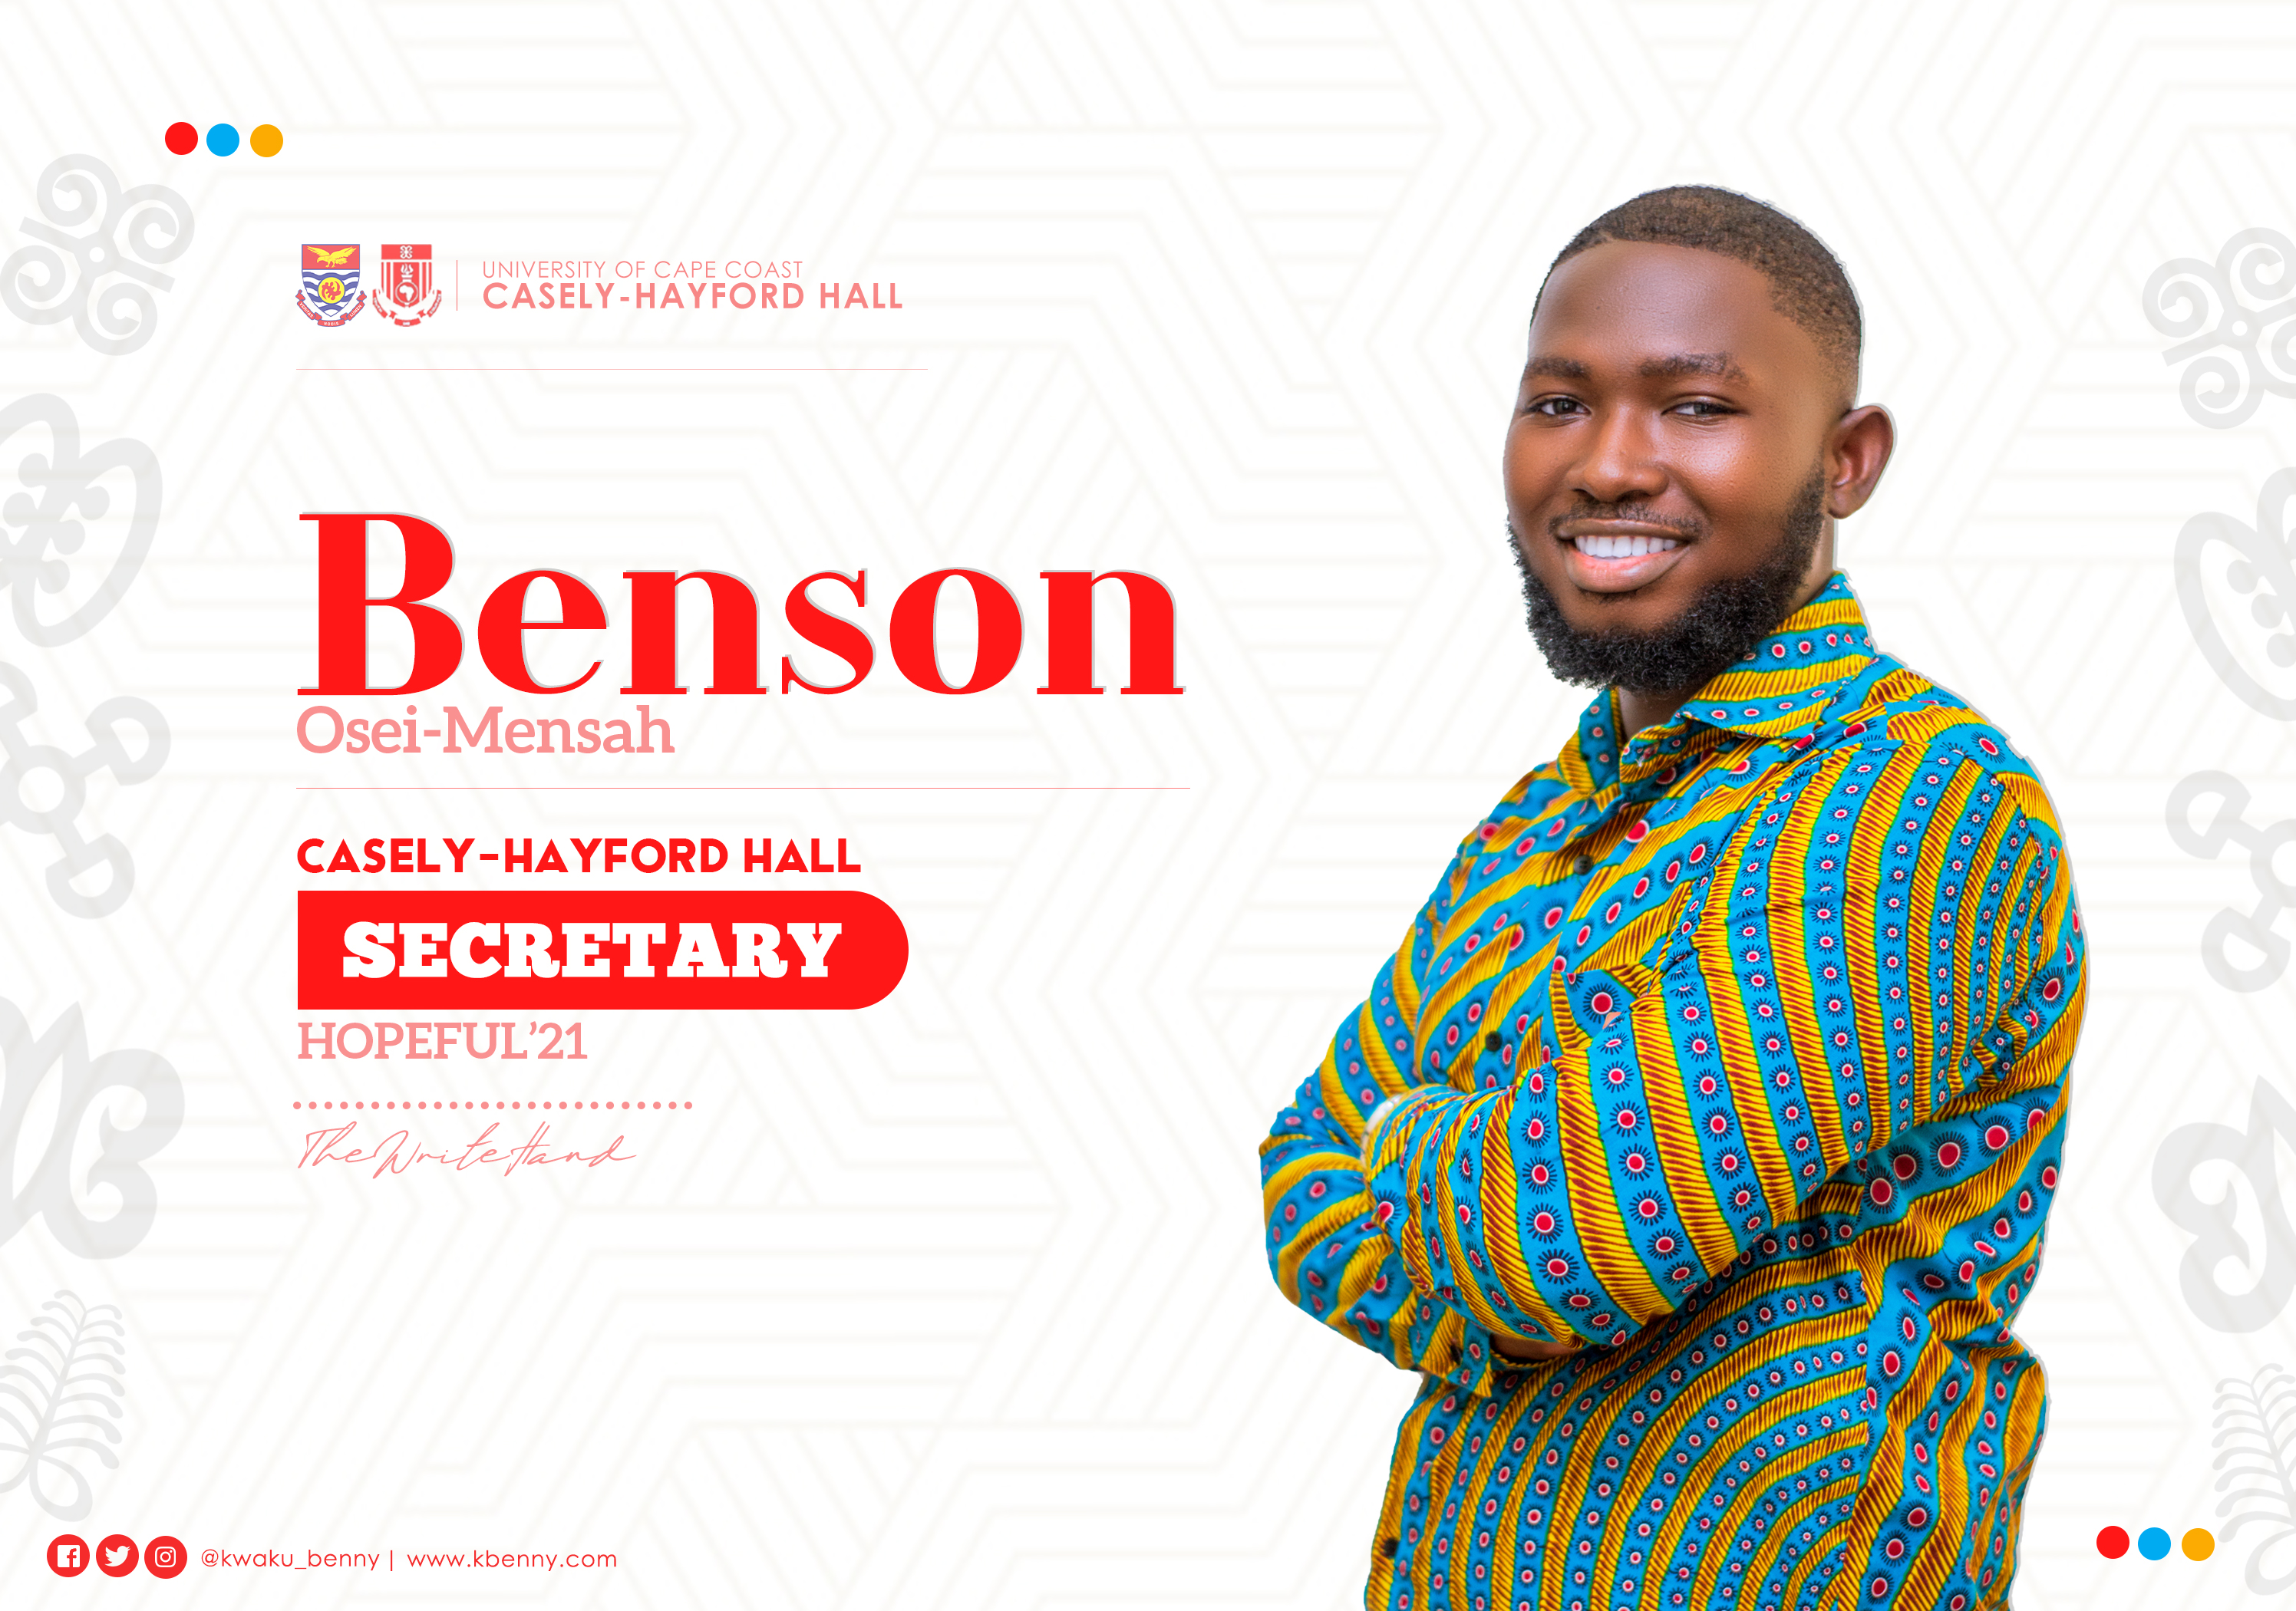 UNIVERSITY OF CAPE COAST
CASELY-HAYFORD HALL
Benson
Osei-Mensah
CASELY-HAYFORD HALL
SECRETARY
HOPEFUL’21
TheWriteHand
@kwaku_benny | www.kbenny.com